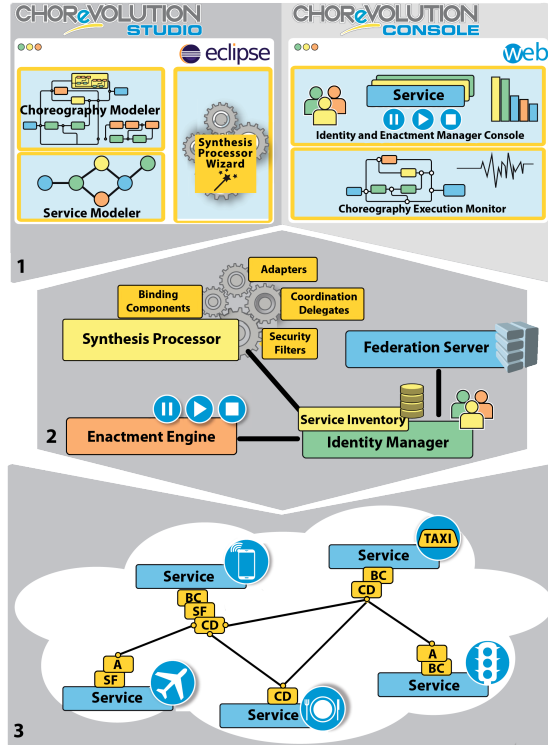 CHOReVOLUTION
STUDIO
CHOReVOLUTION
CONSOLE
eclipse
web
Choreography Modeler
Synthesis
Processor
Wizard
Service Modeler
Service
Identity and Enactment Manager Console
Choreography Execution Monitor
1
Adapters
Binding
Components
Coordination
Delegates
Synthesis Processor
Security
Filters
Federation Server
Service Inventory
Enactment Engine
Identity Manager
2
TAXI
Service
BC
CD
Service
BC
SF
CD
A
SF
Service
CD
Service
A
BC
Service
3